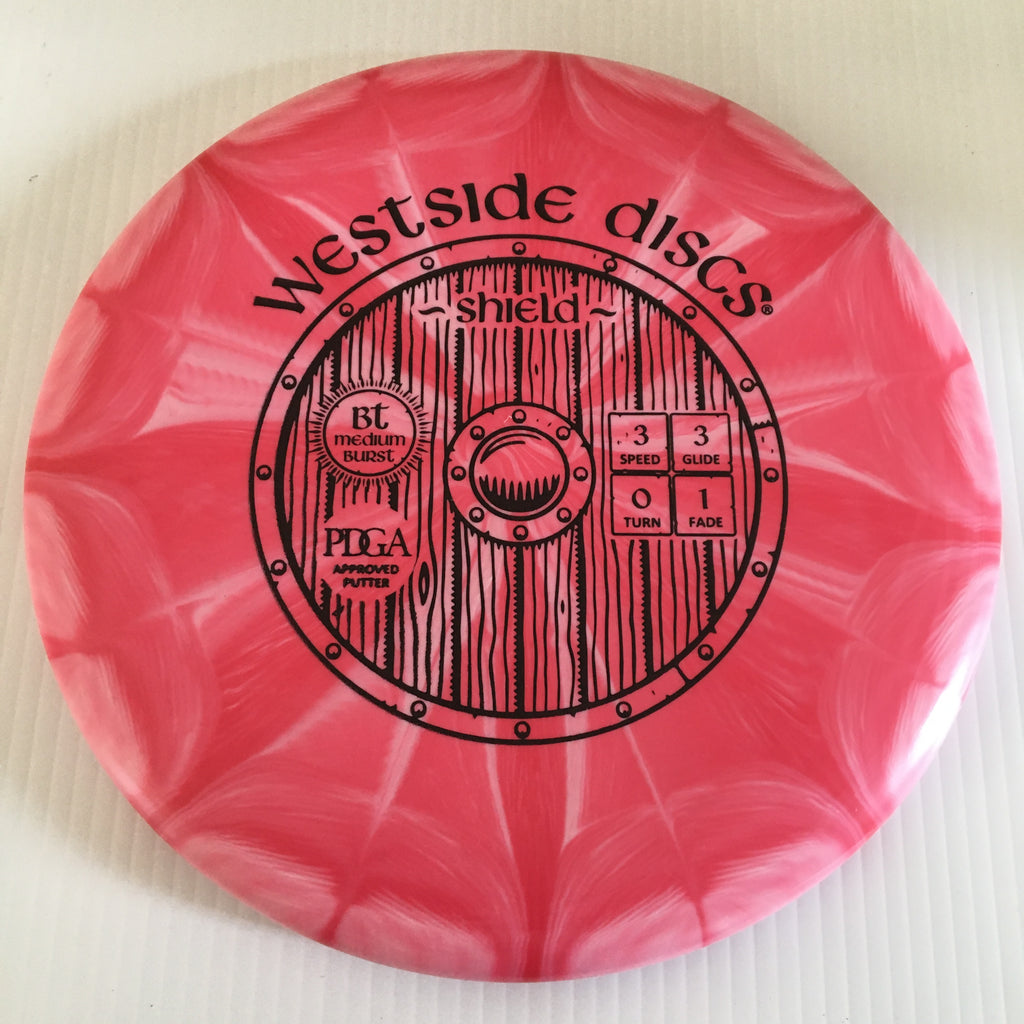 Westside discs®
~ shield ~
Bt
medium
Burst
PDGA
APPROVED
PUTTER
3 3
SPEED GLIDE
0 1
TURN FADE